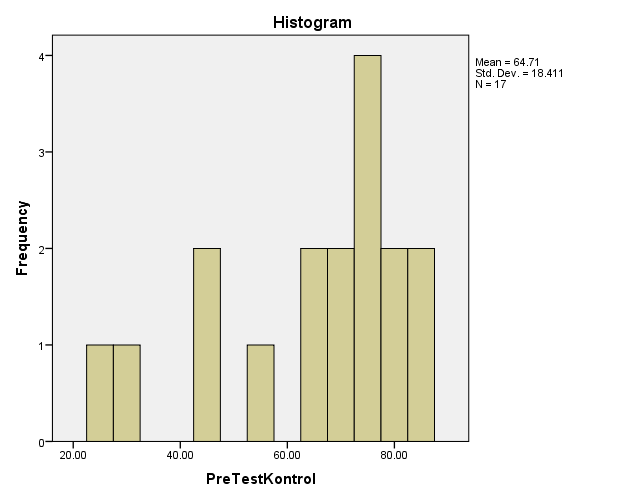 Histogram
Mean = 64.71
Std. Dev. = 18.411
N = 17
Frequency
4
3
2
1
0
20.00 40.00 60.00 80.00
PreTestKontrol